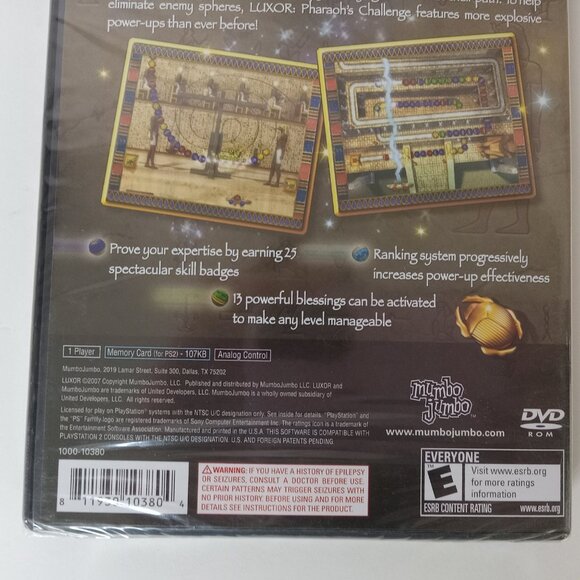 eliminate enemy spheres, LUXOR: Pharaoh's Challenge features more explosive
power-ups than ever before!
Prove your expertise by earning 25
spectacular skill badges
Ranking system progressively
increases power-up effectiveness
13 powerful blessings can be activated
to make any level manageable
1 Player
Memory Card (for PS2) - 107KB
Analog Control
MumboJumbo, 2019 Lamar Street, Suite 300, Dallas, TX 75202
LUXOR ©2007 Copyright MumboJumbo, LLC. Published and distributed by MumboJumbo, LLC. LUXOR and
MumboJumbo are trademarks of United Developers, LLC. MumboJumbo is a wholly owned subsidiary of
United Developers, LLC. All rights reserved.
Licensed for play on PlayStation 2 systems with the NTSC U/C designation only. See inside for details. "PlayStation" and
the "PS" Family logo are registered trademarks of Sony Computer Entertainment Inc. The ratings icon is a trademark of
the Entertainment Software Association. Manufactured and printed in the U.S.A. THIS SOFTWARE IS COMPATIBLE WITH
PLAYSTATION 2 CONSOLES WITH THE NTSC U/C DESIGNATION. U.S. AND FOREIGN PATENTS PENDING.
mumbo
jumbo
www.mumbojumbo.com
DVD
ROM
1000-10380
8 11930 10380 4
WARNING: IF YOU HAVE A HISTORY OF EPILEPSY
OR SEIZURES, CONSULT A DOCTOR BEFORE USE.
CERTAIN PATTERNS MAY TRIGGER SEIZURES WITH
NO PRIOR HISTORY. BEFORE USING AND FOR MORE
DETAILS SEE INSTRUCTIONS FOR THE PRODUCT.
EVERYONE
E
Visit www.esrb.org
for more ratings
information
ESRB CONTENT RATING
www.esrb.org